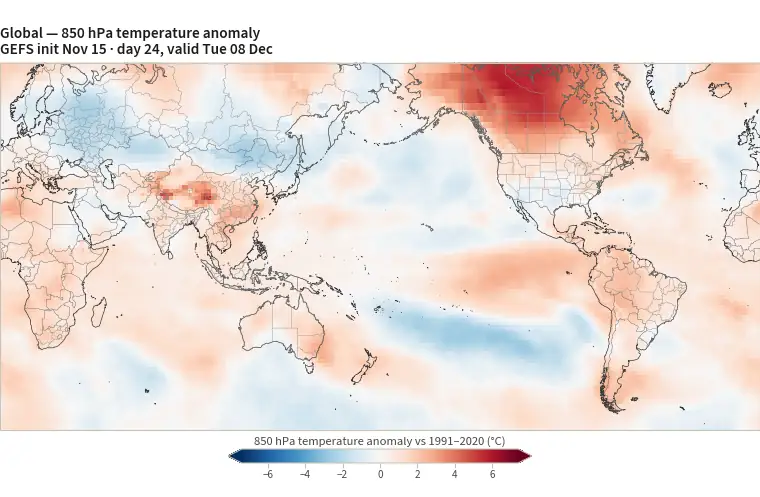 Global — 850 hPa temperature anomaly
GEFS init Nov 15 · day 24, valid Tue 08 Dec
850 hPa temperature anomaly vs 1991–2020 (°C)
−6 −4 −2 0 2 4 6